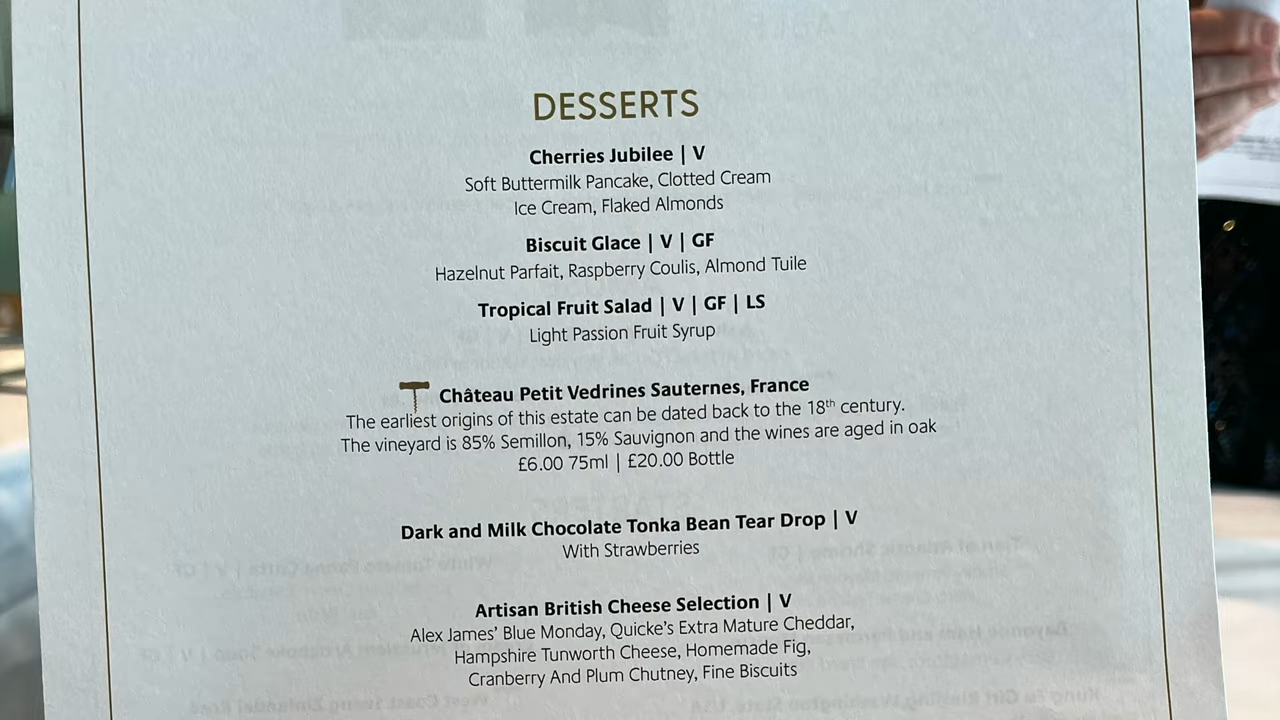 DESSERTS
Cherries Jubilee | V
Soft Buttermilk Pancake, Clotted Cream
Ice Cream, Flaked Almonds
Biscuit Glace | V | GF
Hazelnut Parfait, Raspberry Coulis, Almond Tuile
Tropical Fruit Salad | V | GF | LS
Light Passion Fruit Syrup
Château Petit Vedrines Sauternes, France
The earliest origins of this estate can be dated back to the 18th century.
The vineyard is 85% Semillon, 15% Sauvignon and the wines are aged in oak
£6.00 75ml | £20.00 Bottle
Dark and Milk Chocolate Tonka Bean Tear Drop | V
With Strawberries
Artisan British Cheese Selection | V
Alex James’ Blue Monday, Quicke’s Extra Mature Cheddar,
Hampshire Tunworth Cheese, Homemade Fig,
Cranberry And Plum Chutney, Fine Biscuits